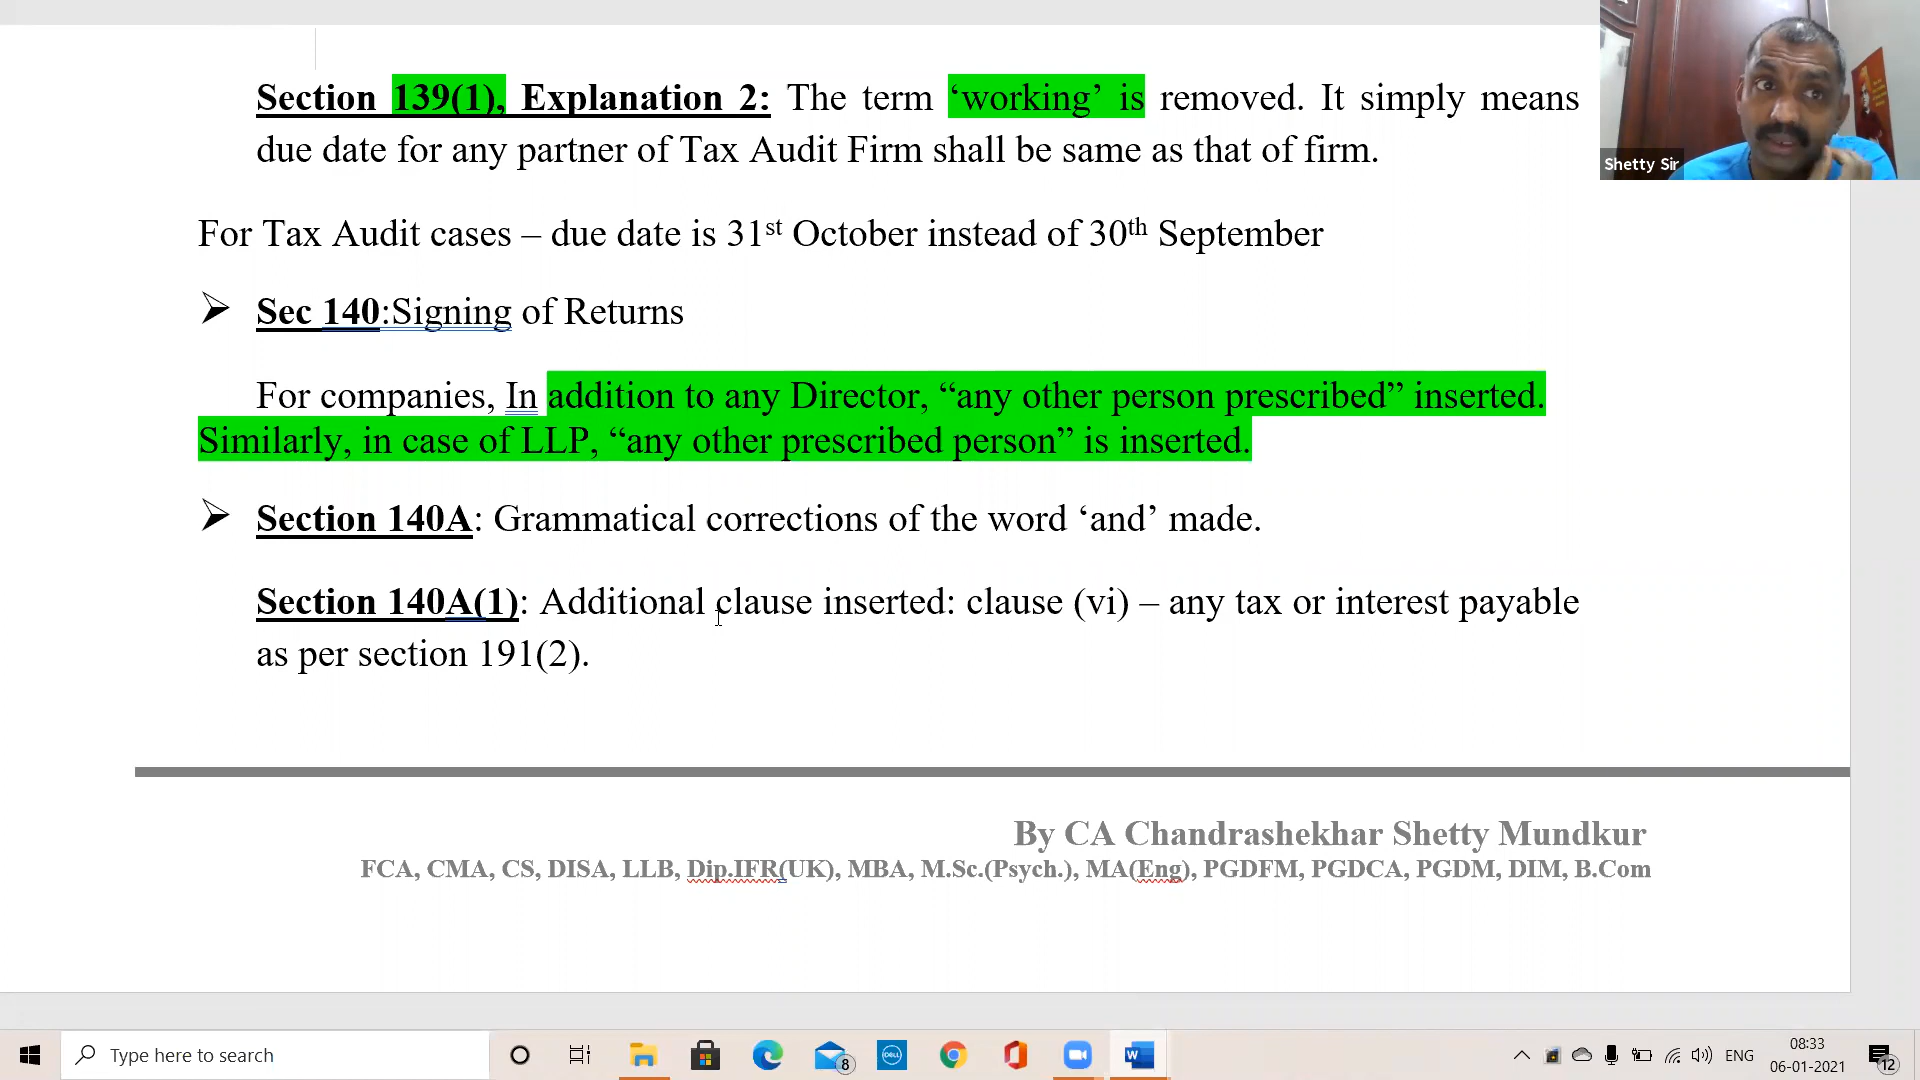 Section 139(1), Explanation 2: The term ‘working’ is removed. It simply means
due date for any partner of Tax Audit Firm shall be same as that of firm.
Shetty Sir
For Tax Audit cases – due date is 31st October instead of 30th September
➢ Sec 140:Signing of Returns
For companies, In addition to any Director, “any other person prescribed” inserted.
Similarly, in case of LLP, “any other prescribed person” is inserted.
➢ Section 140A: Grammatical corrections of the word ‘and’ made.
Section 140A(1): Additional clause inserted: clause (vi) – any tax or interest payable
as per section 191(2).
By CA Chandrashekhar Shetty Mundkur
FCA, CMA, CS, DISA, LLB, Dip.IFR(UK), MBA, M.Sc.(Psych.), MA(Eng), PGDFM, PGDCA, PGDM, DIM, B.Com
Type here to search
8
DELL
W
ENG
08:33
06-01-2021
12